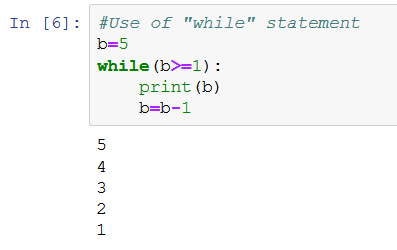 In [6]: #Use of "while" statement
b=5
while(b>=1):
    print(b)
    b=b-1
5
4
3
2
1